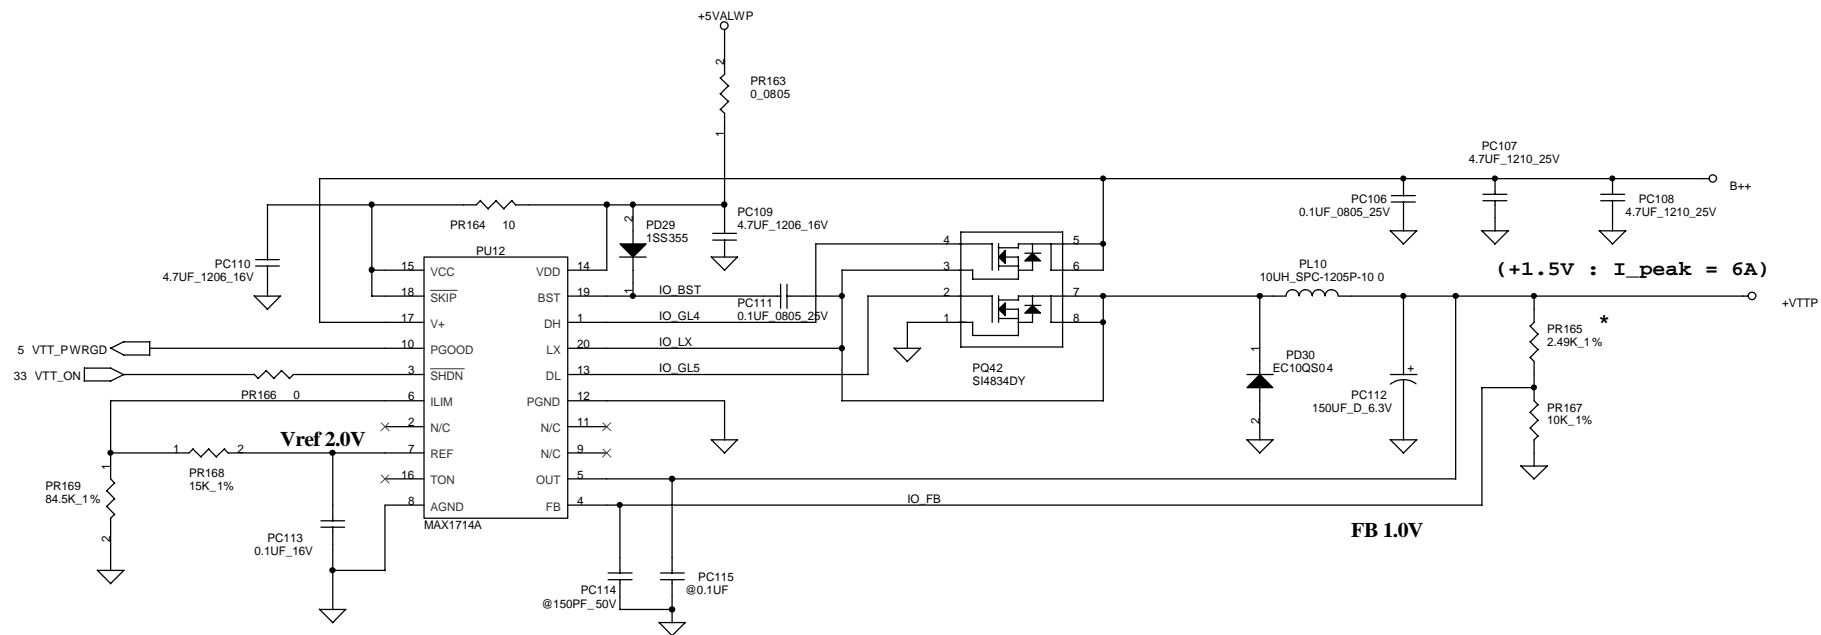 +5VALWP
2
PR163
0_0805
1
PC107
4.7UF_1210_25V
B++
PC106
0.1UF_0805_25V
PC108
4.7UF_1210_25V
PR164 10
2
PD29
1SS355
1
PC109
4.7UF_1206_16V
PC110
4.7UF_1206_16V
PU12
15 VCC VDD 14
18 SKIP BST 19 IO_BST
17 V+ DH 1 IO_GL4
10 PGOOD LX 20 IO_LX
3 SHDN DL 13 IO_GL5
6 ILIM PGND 12
2 N/C N/C 11
7 REF N/C 9
16 TON OUT 5
8 AGND FB 4 IO_FB
MAX1714A
PC111
0.1UF_0805_25V
4 5
3 6
2 7
1 8
PQ42
SI4834DY
PL10
10UH_SPC-1205P-10 0
(+1.5V : I_peak = 6A)
+VTTP
*
PR165
2.49K_1%
1
PD30
EC10QS04
2
+
PC112
150UF_D_6.3V
PR167
10K_1%
5 VTT_PWRGD
33 VTT_ON
PR166 0
Vref 2.0V
1 2
PR168
15K_1%
1
PR169
84.5K_1%
2
PC113
0.1UF_16V
FB 1.0V
PC114
@150PF_50V
PC115
@0.1UF